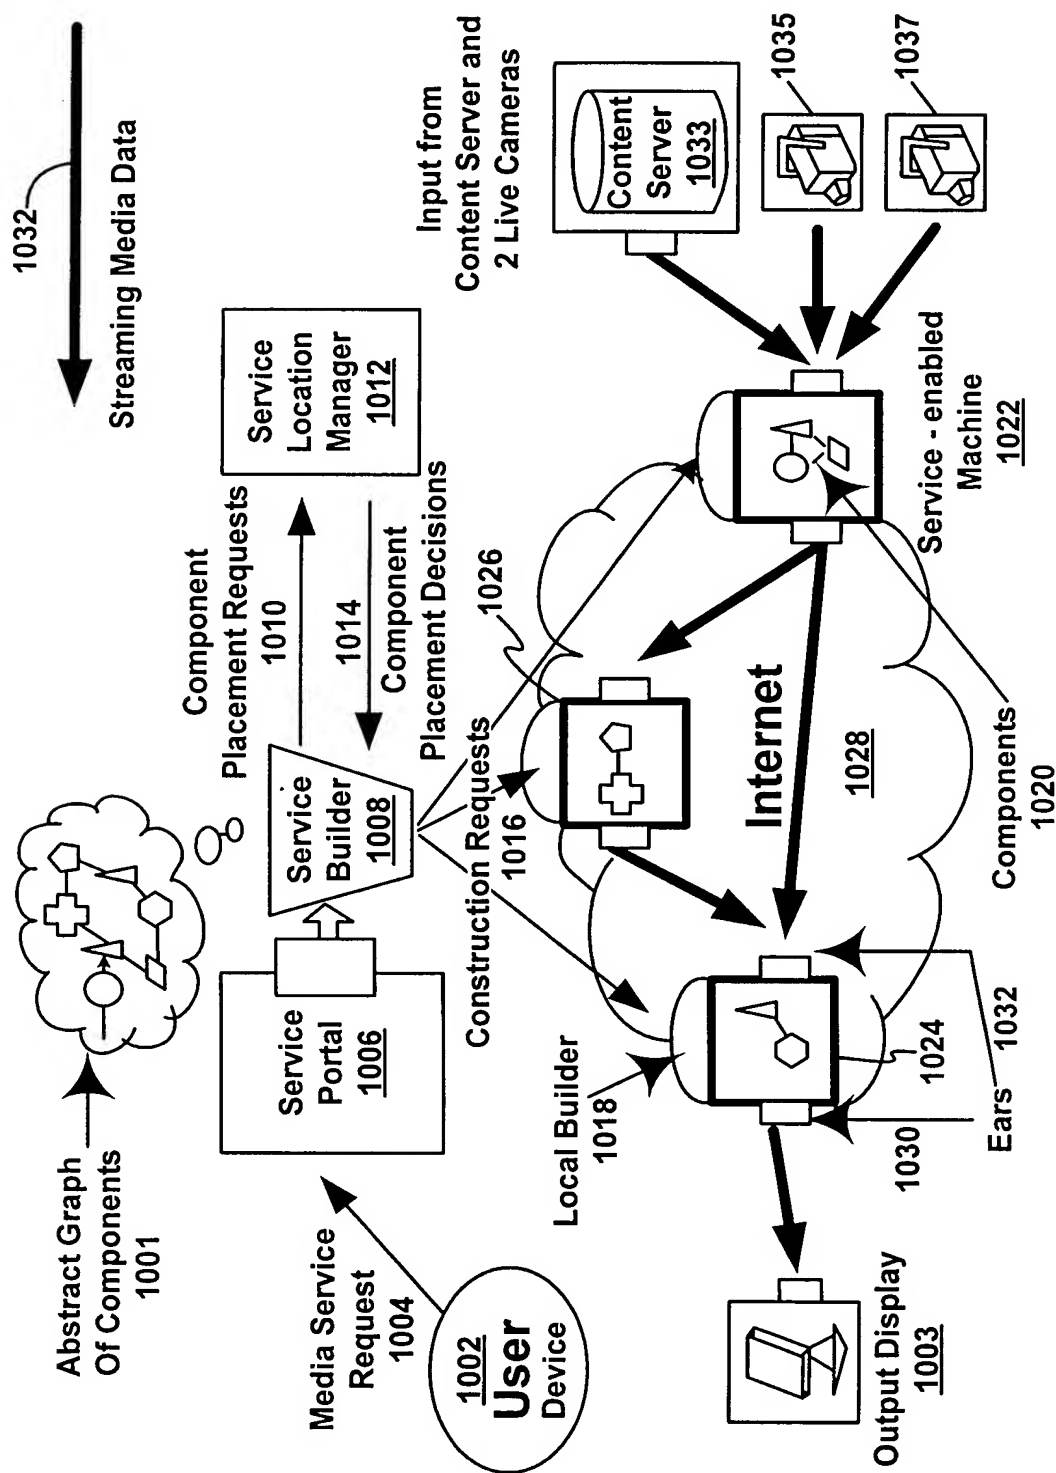 1032
Streaming Media Data
Abstract Graph
Of Components
1001
Component
Placement Requests
1010
1014
Component
Placement Decisions
Service
Location
Manager
1012
Service
Builder
1008
Service
Portal
1006
Media Service
Request
1004
1002
User
Device
Construction Requests
1016
1026
Local Builder
1018
Input from
Content Server and
2 Live Cameras
Content
Server
1033
1035
1037
Service - enabled
Machine
1022
Internet
1028
Components
1020
1024
1032
1030
Ears
Output Display
1003